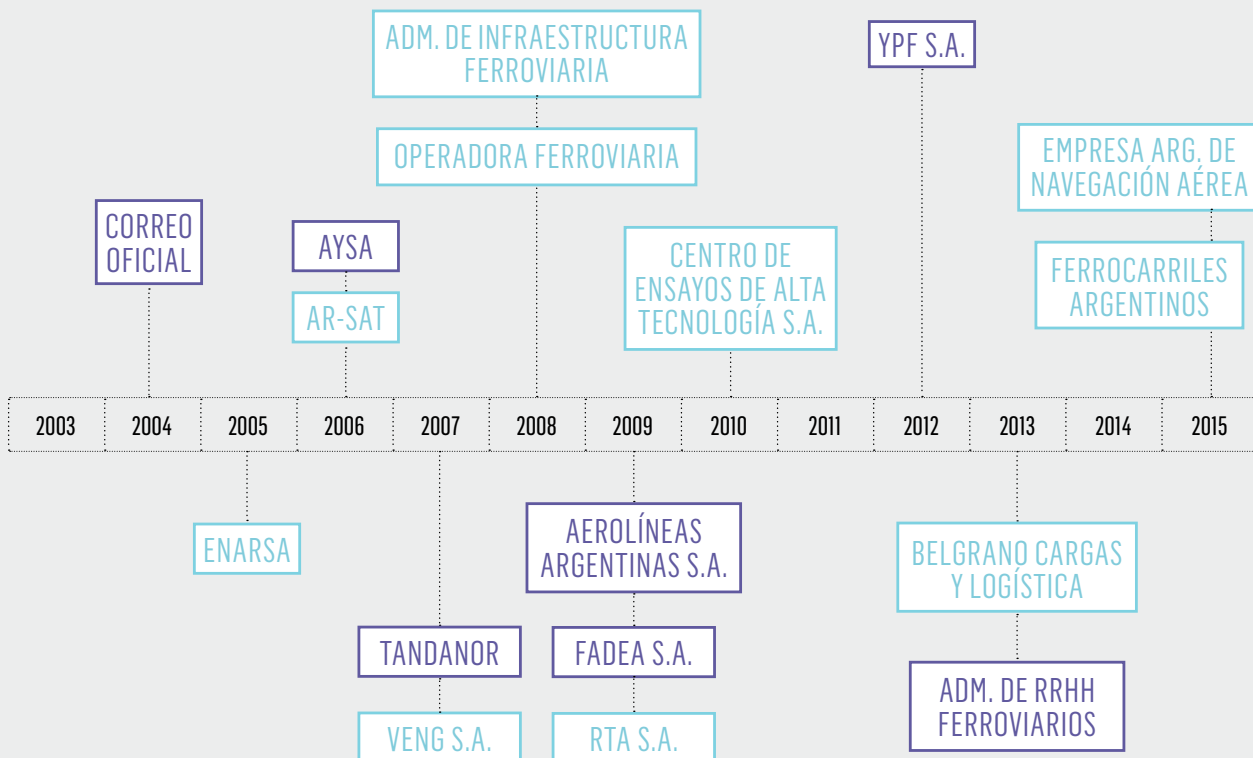 ADM. DE INFRAESTRUCTURA
FERROVIARIA
YPF S.A.
OPERADORA FERROVIARIA
EMPRESA ARG. DE
NAVEGACIÓN AÉREA
CORREO
OFICIAL
AYSA
CENTRO DE
ENSAYOS DE ALTA
TECNOLOGÍA S.A.
FERROCARRILES
ARGENTINOS
AR-SAT
2003 2004 2005 2006 2007 2008 2009 2010 2011 2012 2013 2014 2015
ENARSA
AEROLÍNEAS
ARGENTINAS S.A.
BELGRANO CARGAS
Y LOGÍSTICA
TANDANOR
FADEA S.A.
ADM. DE RRHH
FERROVIARIOS
VENG S.A.
RTA S.A.